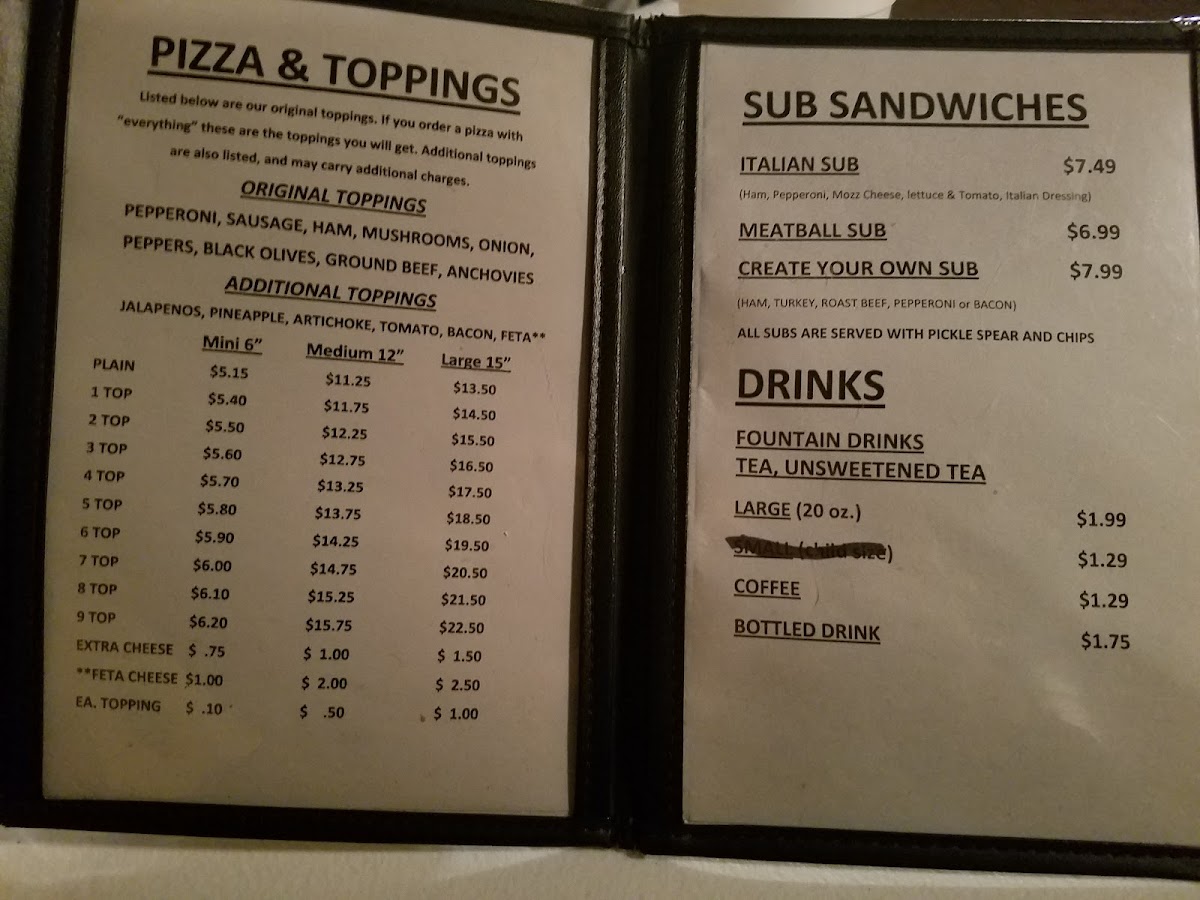 PIZZA & TOPPINGS
Listed below are our original toppings. If you order a pizza with
"everything" these are the toppings you will get. Additional toppings
are also listed, and may carry additional charges.
ORIGINAL TOPPINGS
PEPPERONI, SAUSAGE, HAM, MUSHROOMS, ONION,
PEPPERS, BLACK OLIVES, GROUND BEEF, ANCHOVIES
ADDITIONAL TOPPINGS
JALAPENOS, PINEAPPLE, ARTICHOKE, TOMATO, BACON, FETA**
Mini 6" Medium 12" Large 15"
PLAIN $5.15 $11.25 $13.50
1 TOP $5.40 $11.75 $14.50
2 TOP $5.50 $12.25 $15.50
3 TOP $5.60 $12.75 $16.50
4 TOP $5.70 $13.25 $17.50
5 TOP $5.80 $13.75 $18.50
6 TOP $5.90 $14.25 $19.50
7 TOP $6.00 $14.75 $20.50
8 TOP $6.10 $15.25 $21.50
9 TOP $6.20 $15.75 $22.50
EXTRA CHEESE $ .75 $ 1.00 $ 1.50
**FETA CHEESE $1.00 $ 2.00 $ 2.50
EA. TOPPING $ .10 $ .50 $ 1.00
SUB SANDWICHES
ITALIAN SUB $7.49
(Ham, Pepperoni, Mozz Cheese, lettuce & Tomato, Italian Dressing)
MEATBALL SUB $6.99
CREATE YOUR OWN SUB $7.99
(HAM, TURKEY, ROAST BEEF, PEPPERONI or BACON)
ALL SUBS ARE SERVED WITH PICKLE SPEAR AND CHIPS
DRINKS
FOUNTAIN DRINKS
TEA, UNSWEETENED TEA
LARGE (20 oz.) $1.99
SMALL (child size) $1.29
COFFEE $1.29
BOTTLED DRINK $1.75